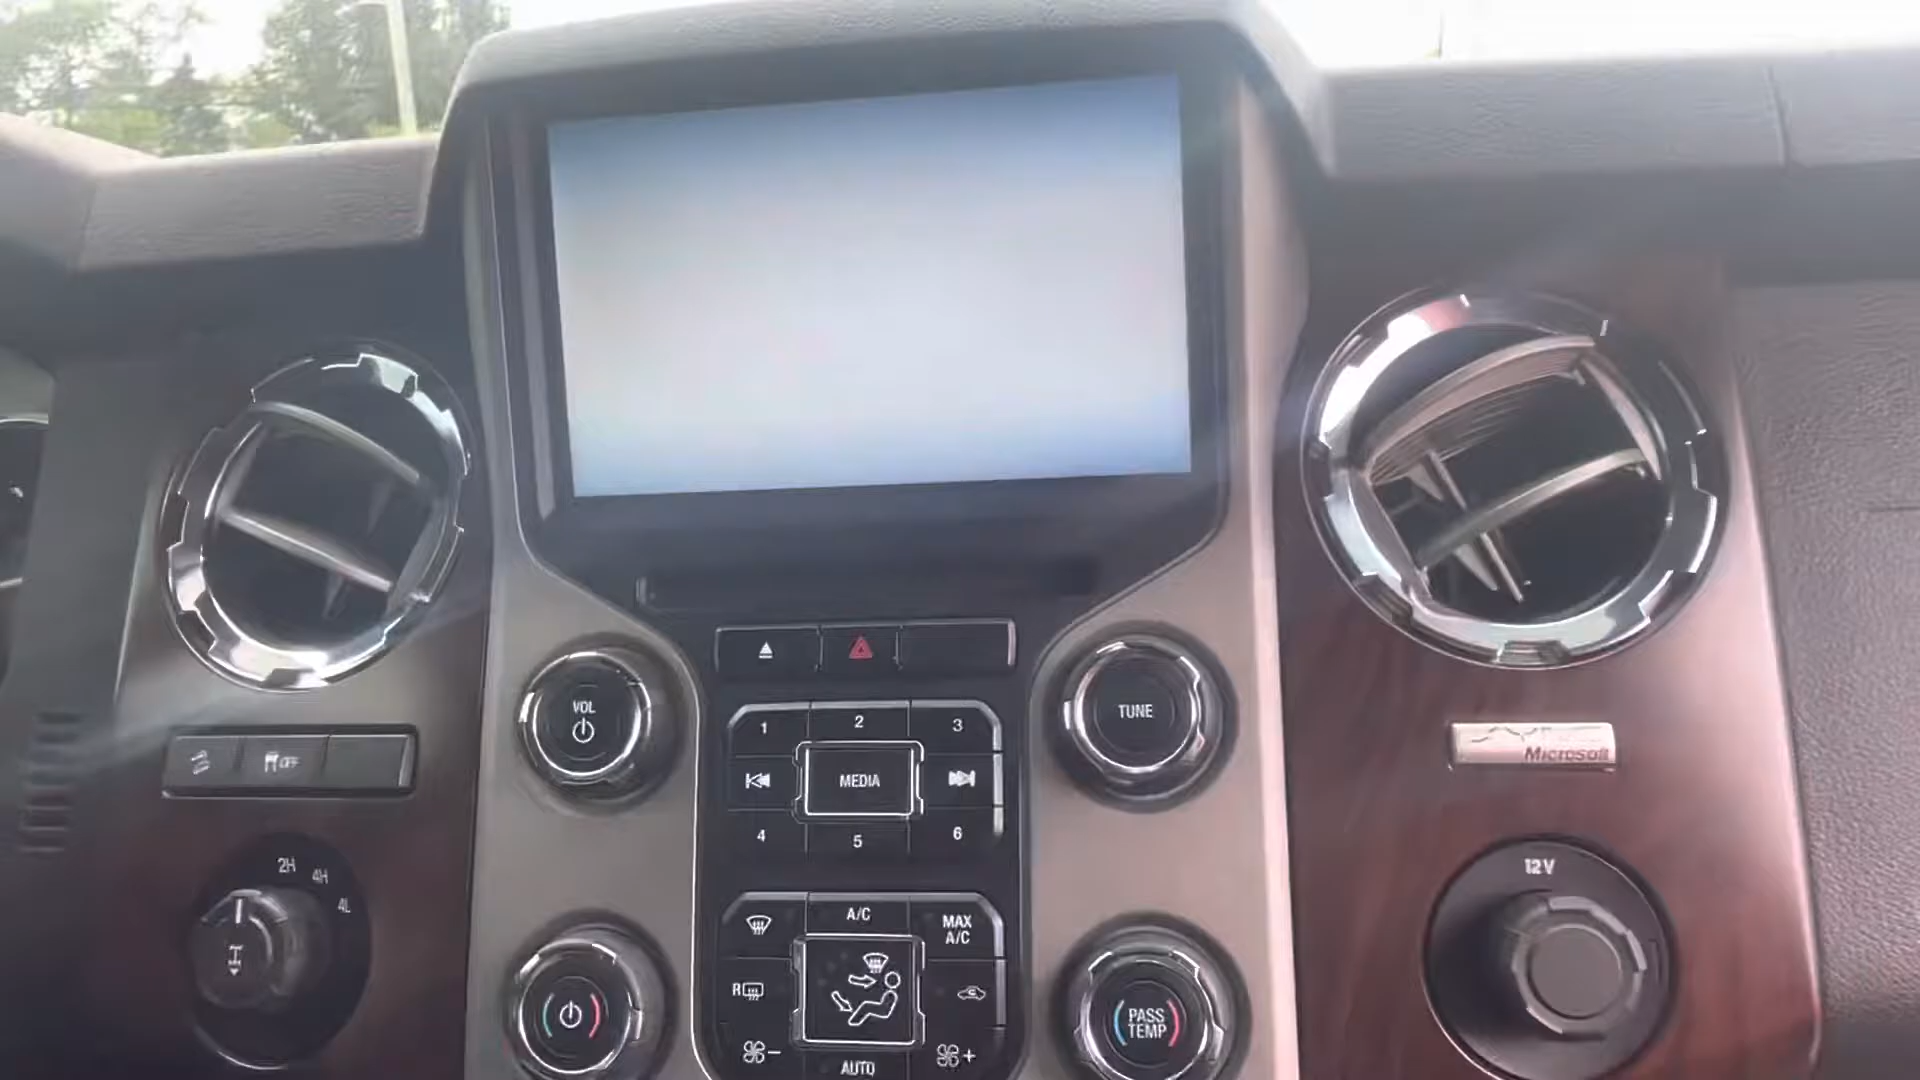 VOL
TUNE
1
2
3
MEDIA
4
5
6
OFF
Microsoft
2H
4H
4L
12V
A/C
MAX
A/C
R
PASS
TEMP
AUTO